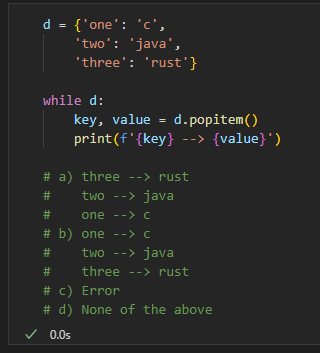 d = {'one': 'c',
    'two': 'java',
    'three': 'rust'}
while d:
    key, value = d.popitem()
    print(f'{key} --> {value}')
# a) three --> rust
#    two --> java
#    one --> c
# b) one --> c
#    two --> java
#    three --> rust
# c) Error
# d) None of the above
✓ 0.0s